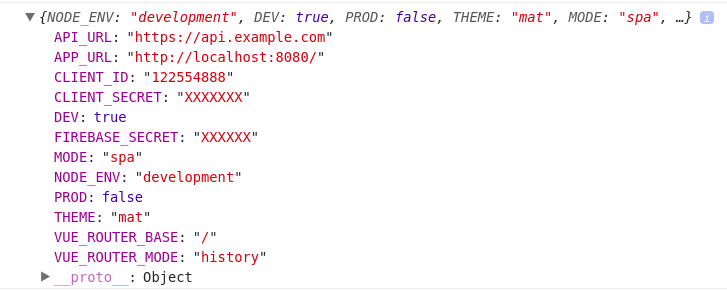 ▼{NODE_ENV: "development", DEV: true, PROD: false, THEME: "mat", MODE: "spa", …} i
API_URL: "https://api.example.com"
APP_URL: "http://localhost:8080/"
CLIENT_ID: "122554888"
CLIENT_SECRET: "XXXXXXX"
DEV: true
FIREBASE_SECRET: "XXXXXX"
MODE: "spa"
NODE_ENV: "development"
PROD: false
THEME: "mat"
VUE_ROUTER_BASE: "/"
VUE_ROUTER_MODE: "history"
▶__proto__: Object